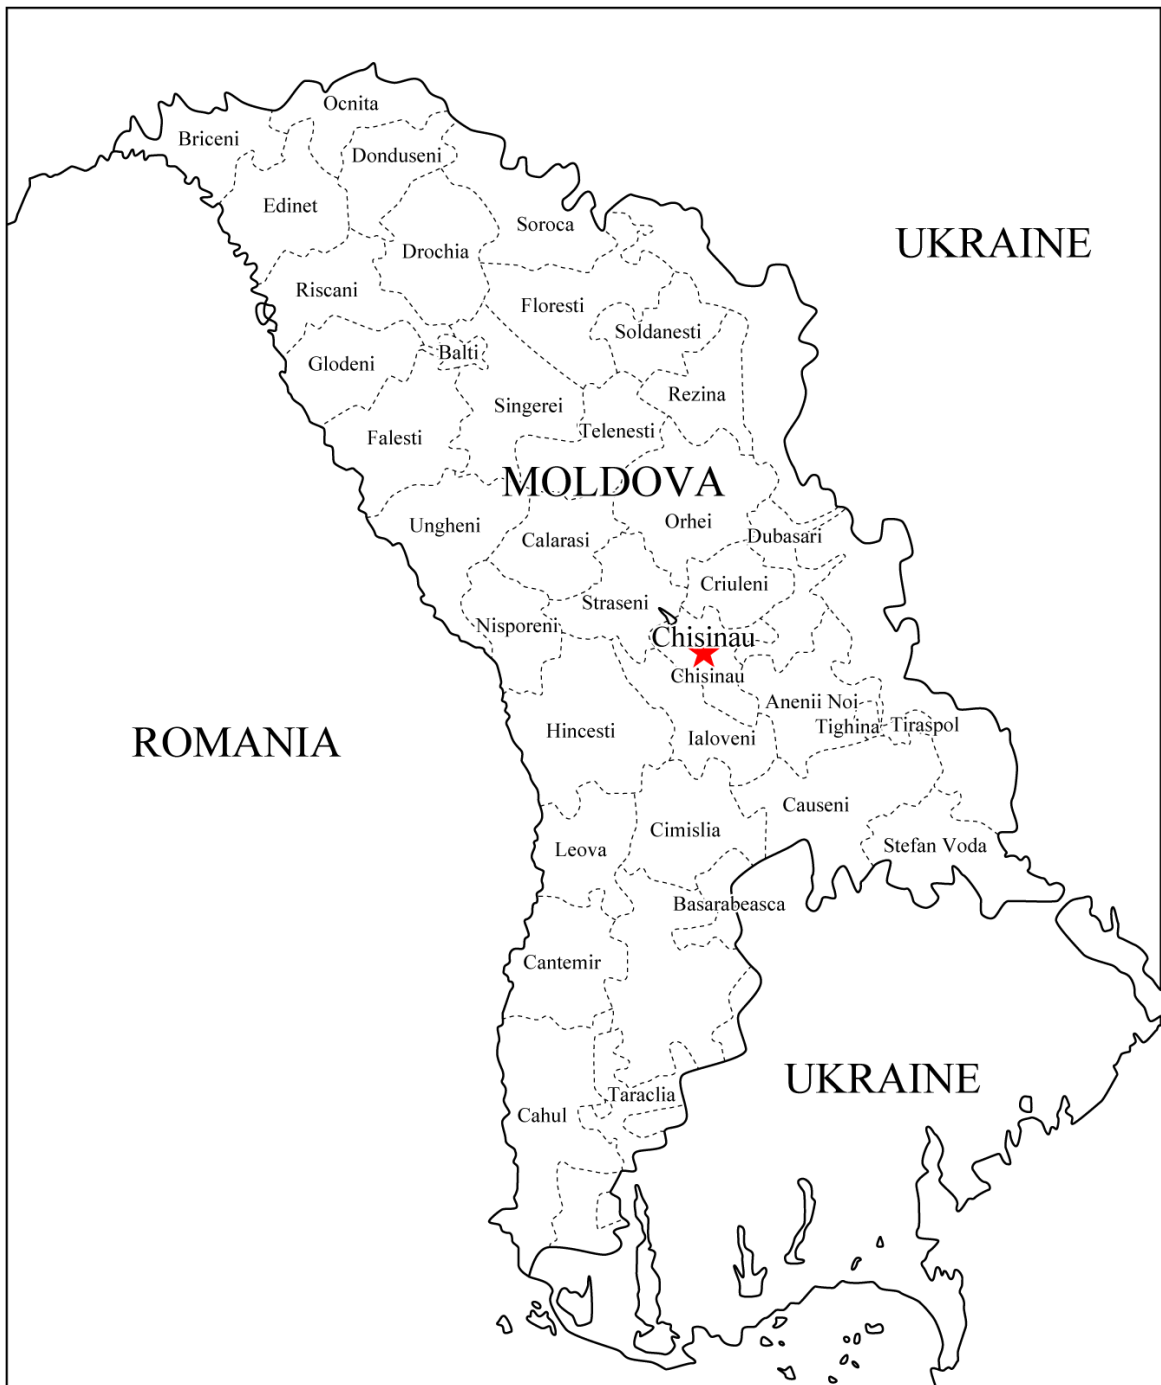 Ocnita
Briceni
Donduseni
Edinet
Soroca
UKRAINE
Drochia
Riscani
Floresti
Soldanesti
Balti
Glodeni
Rezina
Singerei
Telenesti
Falesti
MOLDOVA
Orhei
Ungheni
Calarasi
Dubasari
Criuleni
Straseni
Nisporeni
Chisinau
Chisinau
Anenii Noi
Tighina
Tiraspol
Hincesti
Ialoveni
ROMANIA
Causeni
Cimislia
Stefan Voda
Leova
Basarabeasca
Cantemir
UKRAINE
Taraclia
Cahul